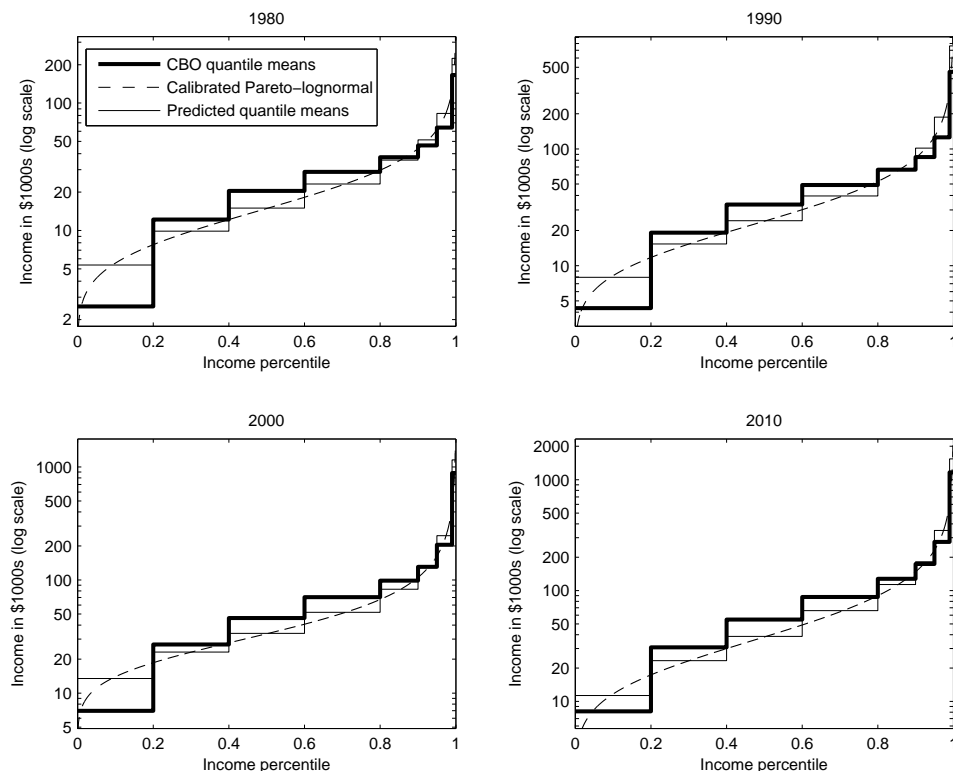 1980
200
100
50
20
10
5
2
Income in $1000s (log scale)
CBO quantile means
Calibrated Pareto−lognormal
Predicted quantile means
0 0.2 0.4 0.6 0.8 1
Income percentile
1990
500
200
100
50
20
10
5
Income in $1000s (log scale)
0 0.2 0.4 0.6 0.8 1
Income percentile
2000
1000
500
200
100
50
20
10
5
Income in $1000s (log scale)
0 0.2 0.4 0.6 0.8 1
Income percentile
2010
2000
1000
500
200
100
50
20
10
Income in $1000s (log scale)
0 0.2 0.4 0.6 0.8 1
Income percentile